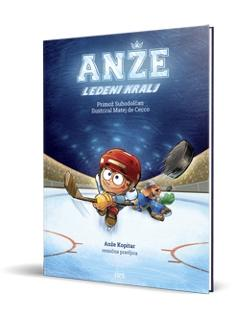 ANŽE
LEDENI KRALJ
Primož Suhodolčan
Ilustriral Matej de Cecco
Anže Kopitar
resnična pravljica